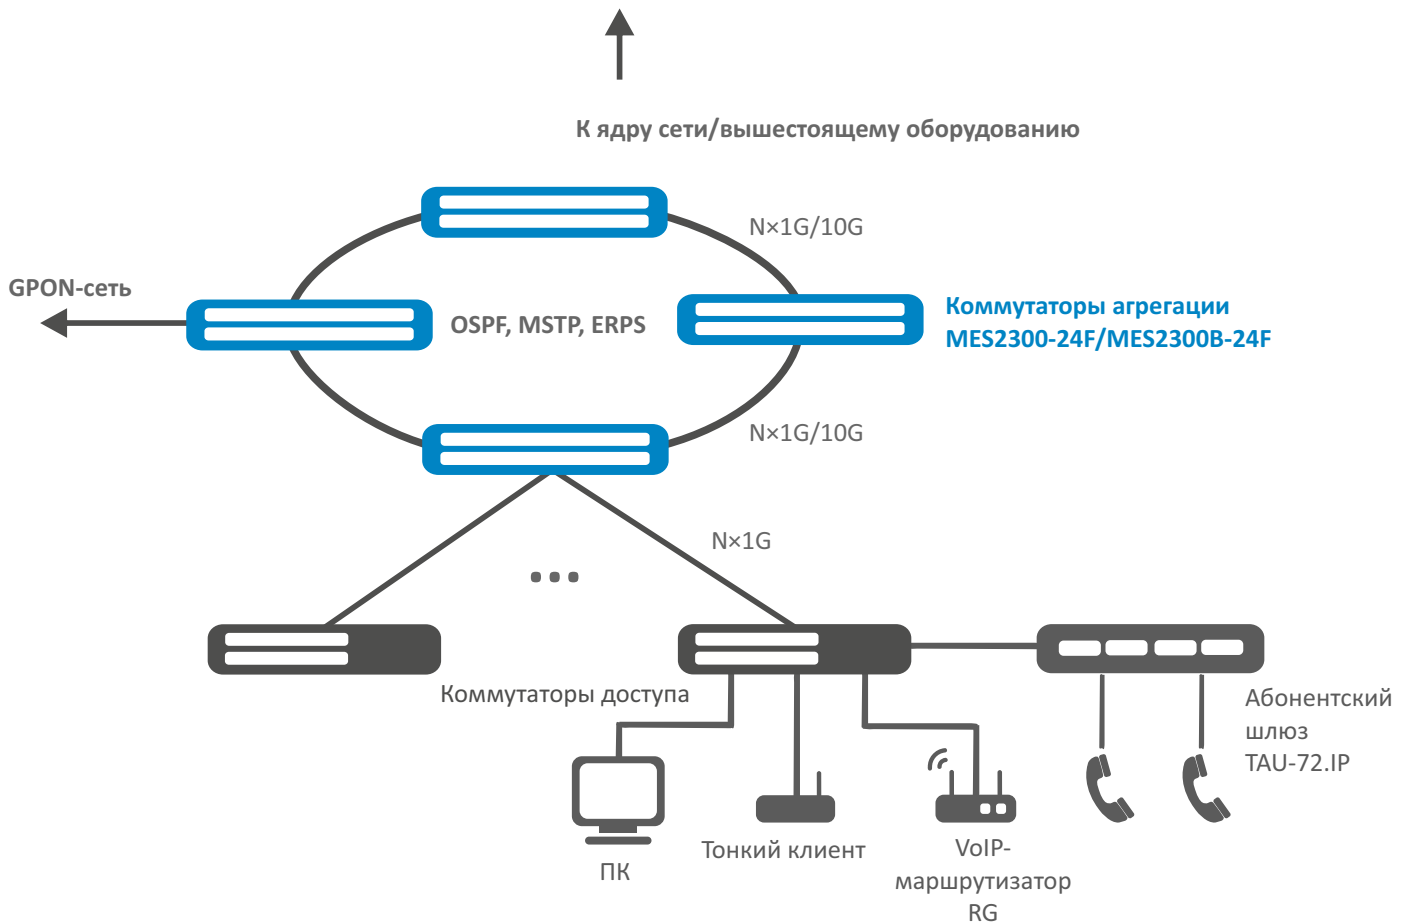 К ядру сети/вышестоящему оборудованию
N×1G/10G
GPON-сеть
OSPF, MSTP, ERPS
Коммутаторы агрегации
MES2300-24F/MES2300B-24F
N×1G/10G
N×1G
Коммутаторы доступа
Абонентский
шлюз
TAU-72.IP
ПК
Тонкий клиент
VoIP-
маршрутизатор
RG